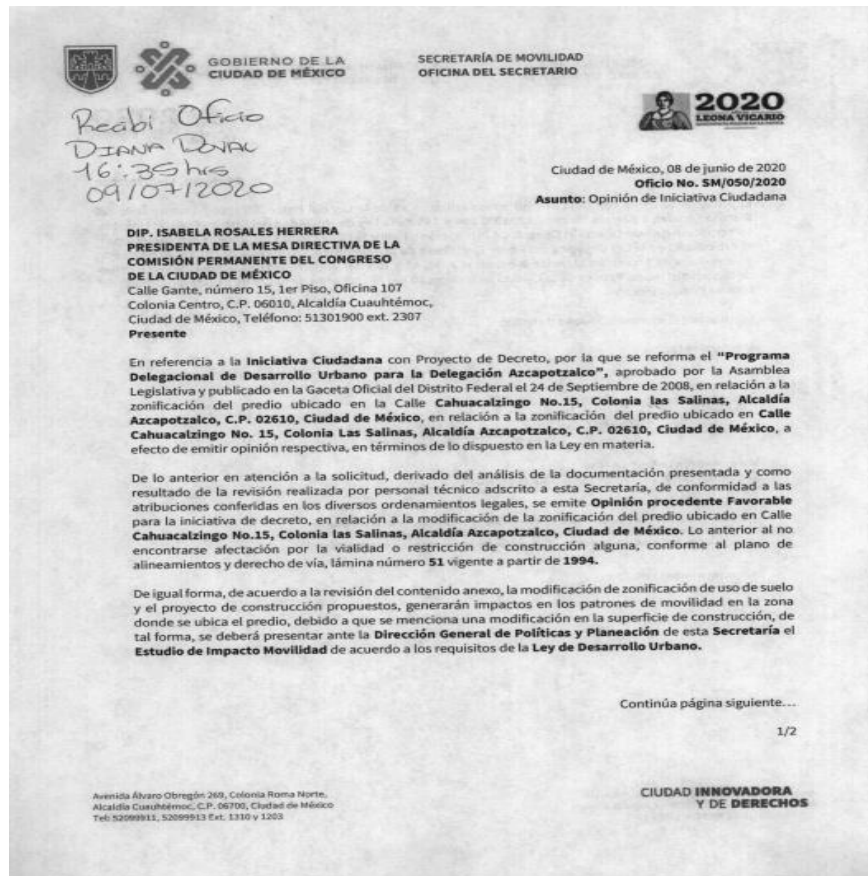 GOBIERNO DE LA
CIUDAD DE MÉXICO
SECRETARÍA DE MOVILIDAD
OFICINA DEL SECRETARIO
2020
LEONA VICARIO
Recibi Oficio
DIANA DOVAL
16:35 hrs
09/07/2020
Ciudad de México, 08 de junio de 2020
Oficio No. SM/050/2020
Asunto: Opinión de Iniciativa Ciudadana
DIP. ISABELA ROSALES HERRERA
PRESIDENTA DE LA MESA DIRECTIVA DE LA
COMISIÓN PERMANENTE DEL CONGRESO
DE LA CIUDAD DE MÉXICO
Calle Gante, número 15, 1er Piso, Oficina 107
Colonia Centro, C.P. 06010, Alcaldía Cuauhtémoc,
Ciudad de México, Teléfono: 51301900 ext. 2307
Presente
En referencia a la Iniciativa Ciudadana con Proyecto de Decreto, por la que se reforma el "Programa
Delegacional de Desarrollo Urbano para la Delegación Azcapotzalco", aprobado por la Asamblea
Legislativa y publicado en la Gaceta Oficial del Distrito Federal el 24 de Septiembre de 2008, en relación a la
zonificación del predio ubicado en la Calle Cahuacalzingo No.15, Colonia las Salinas, Alcaldía
Azcapotzalco, C.P. 02610, Ciudad de México, en relación a la zonificación del predio ubicado en Calle
Cahuacalzingo No. 15, Colonia Las Salinas, Alcaldía Azcapotzalco, C.P. 02610, Ciudad de México, a
efecto de emitir opinión respectiva, en términos de lo dispuesto en la Ley en materia.
De lo anterior en atención a la solicitud, derivado del análisis de la documentación presentada y como
resultado de la revisión realizada por personal técnico adscrito a esta Secretaría, de conformidad a las
atribuciones conferidas en los diversos ordenamientos legales, se emite Opinión procedente Favorable
para la iniciativa de decreto, en relación a la modificación de la zonificación del predio ubicado en Calle
Cahuacalzingo No.15, Colonia las Salinas, Alcaldía Azcapotzalco, Ciudad de México. Lo anterior al no
encontrarse afectación por la vialidad o restricción de construcción alguna, conforme al plano de
alineamientos y derecho de vía, lámina número 51 vigente a partir de 1994.
De igual forma, de acuerdo a la revisión del contenido anexo, la modificación de zonificación de uso de suelo
y el proyecto de construcción propuestos, generarán impactos en los patrones de movilidad en la zona
donde se ubica el predio, debido a que se menciona una modificación en la superficie de construcción, de
tal forma, se deberá presentar ante la Dirección General de Políticas y Planeación de esta Secretaría el
Estudio de Impacto Movilidad de acuerdo a los requisitos de la Ley de Desarrollo Urbano.
Continúa página siguiente...
1/2
Avenida Álvaro Obregón 269, Colonia Roma Norte,
Alcaldía Cuauhtémoc, C.P. 06700, Ciudad de México
Tel: 52099911, 52099913 Ext. 1310 y 1203
CIUDAD INNOVADORA
Y DE DERECHOS